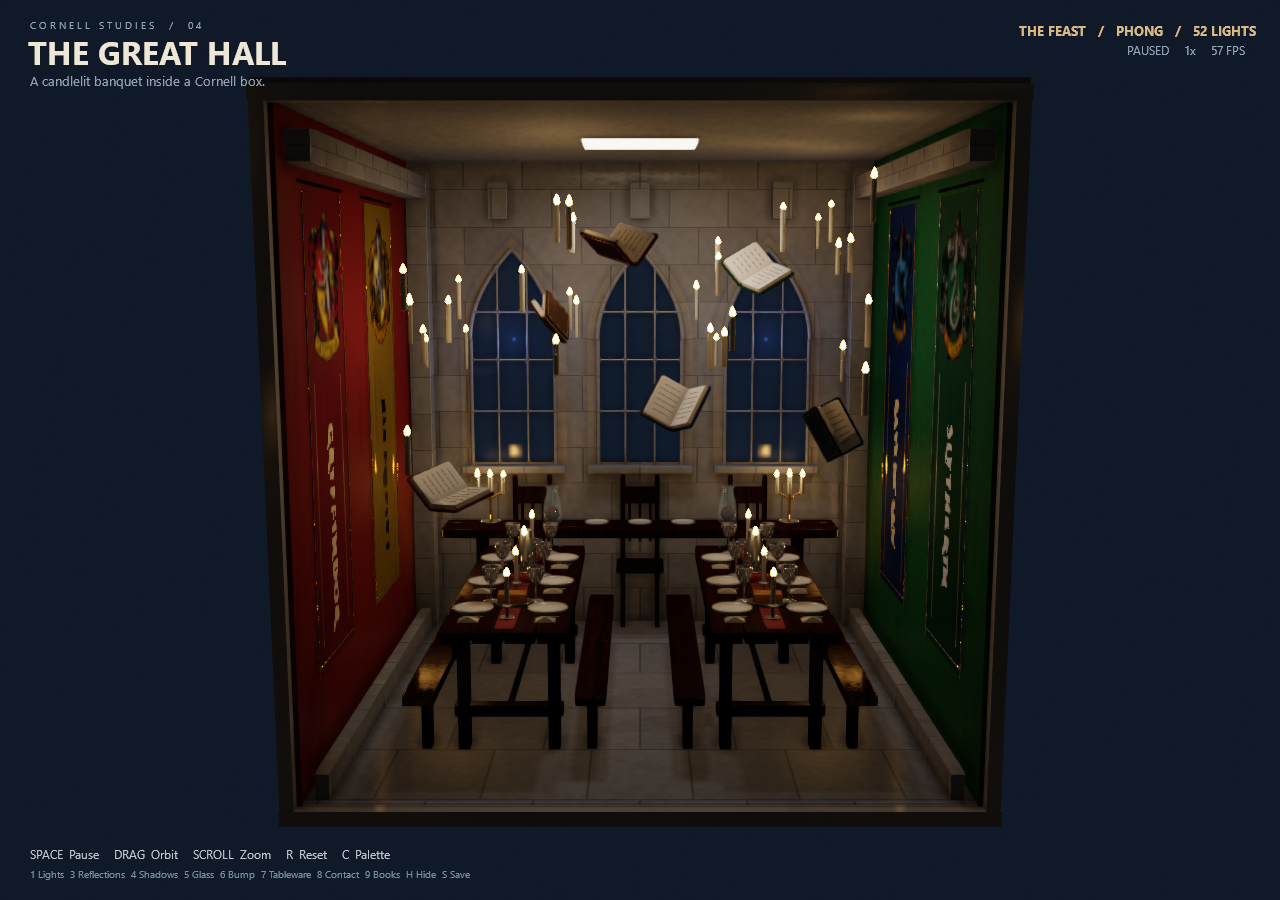 CORNELL STUDIES / 04
THE GREAT HALL
A candlelit banquet inside a Cornell box.
THE FEAST / PHONG / 52 LIGHTS
PAUSED 1x 57 FPS
GRYFFINDOR
SLYTHERIN
SPACE Pause DRAG Orbit SCROLL Zoom R Reset C Palette
1 Lights 3 Reflections 4 Shadows 5 Glass 6 Bump 7 Tableware 8 Contact 9 Books H Hide S Save